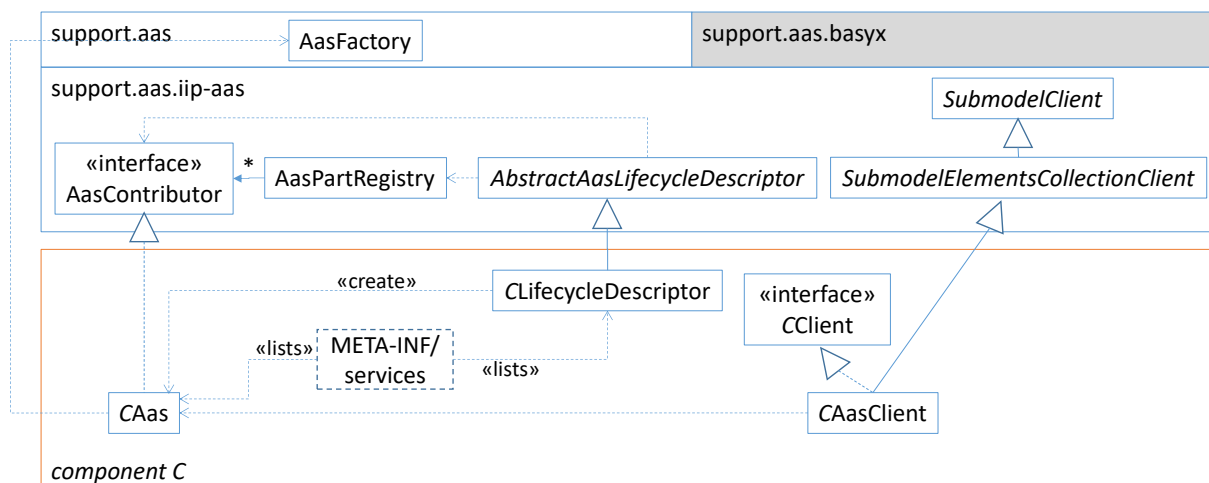 support.aas
AasFactory
support.aas.basyx
support.aas.iip-aas
SubmodelClient
«interface»
AasContributor
*
AasPartRegistry
AbstractAasLifecycleDescriptor
SubmodelElementsCollectionClient
«create»
CLifecycleDescriptor
«interface»
CClient
«lists»
META-INF/
services
«lists»
CAas
CAasClient
component C